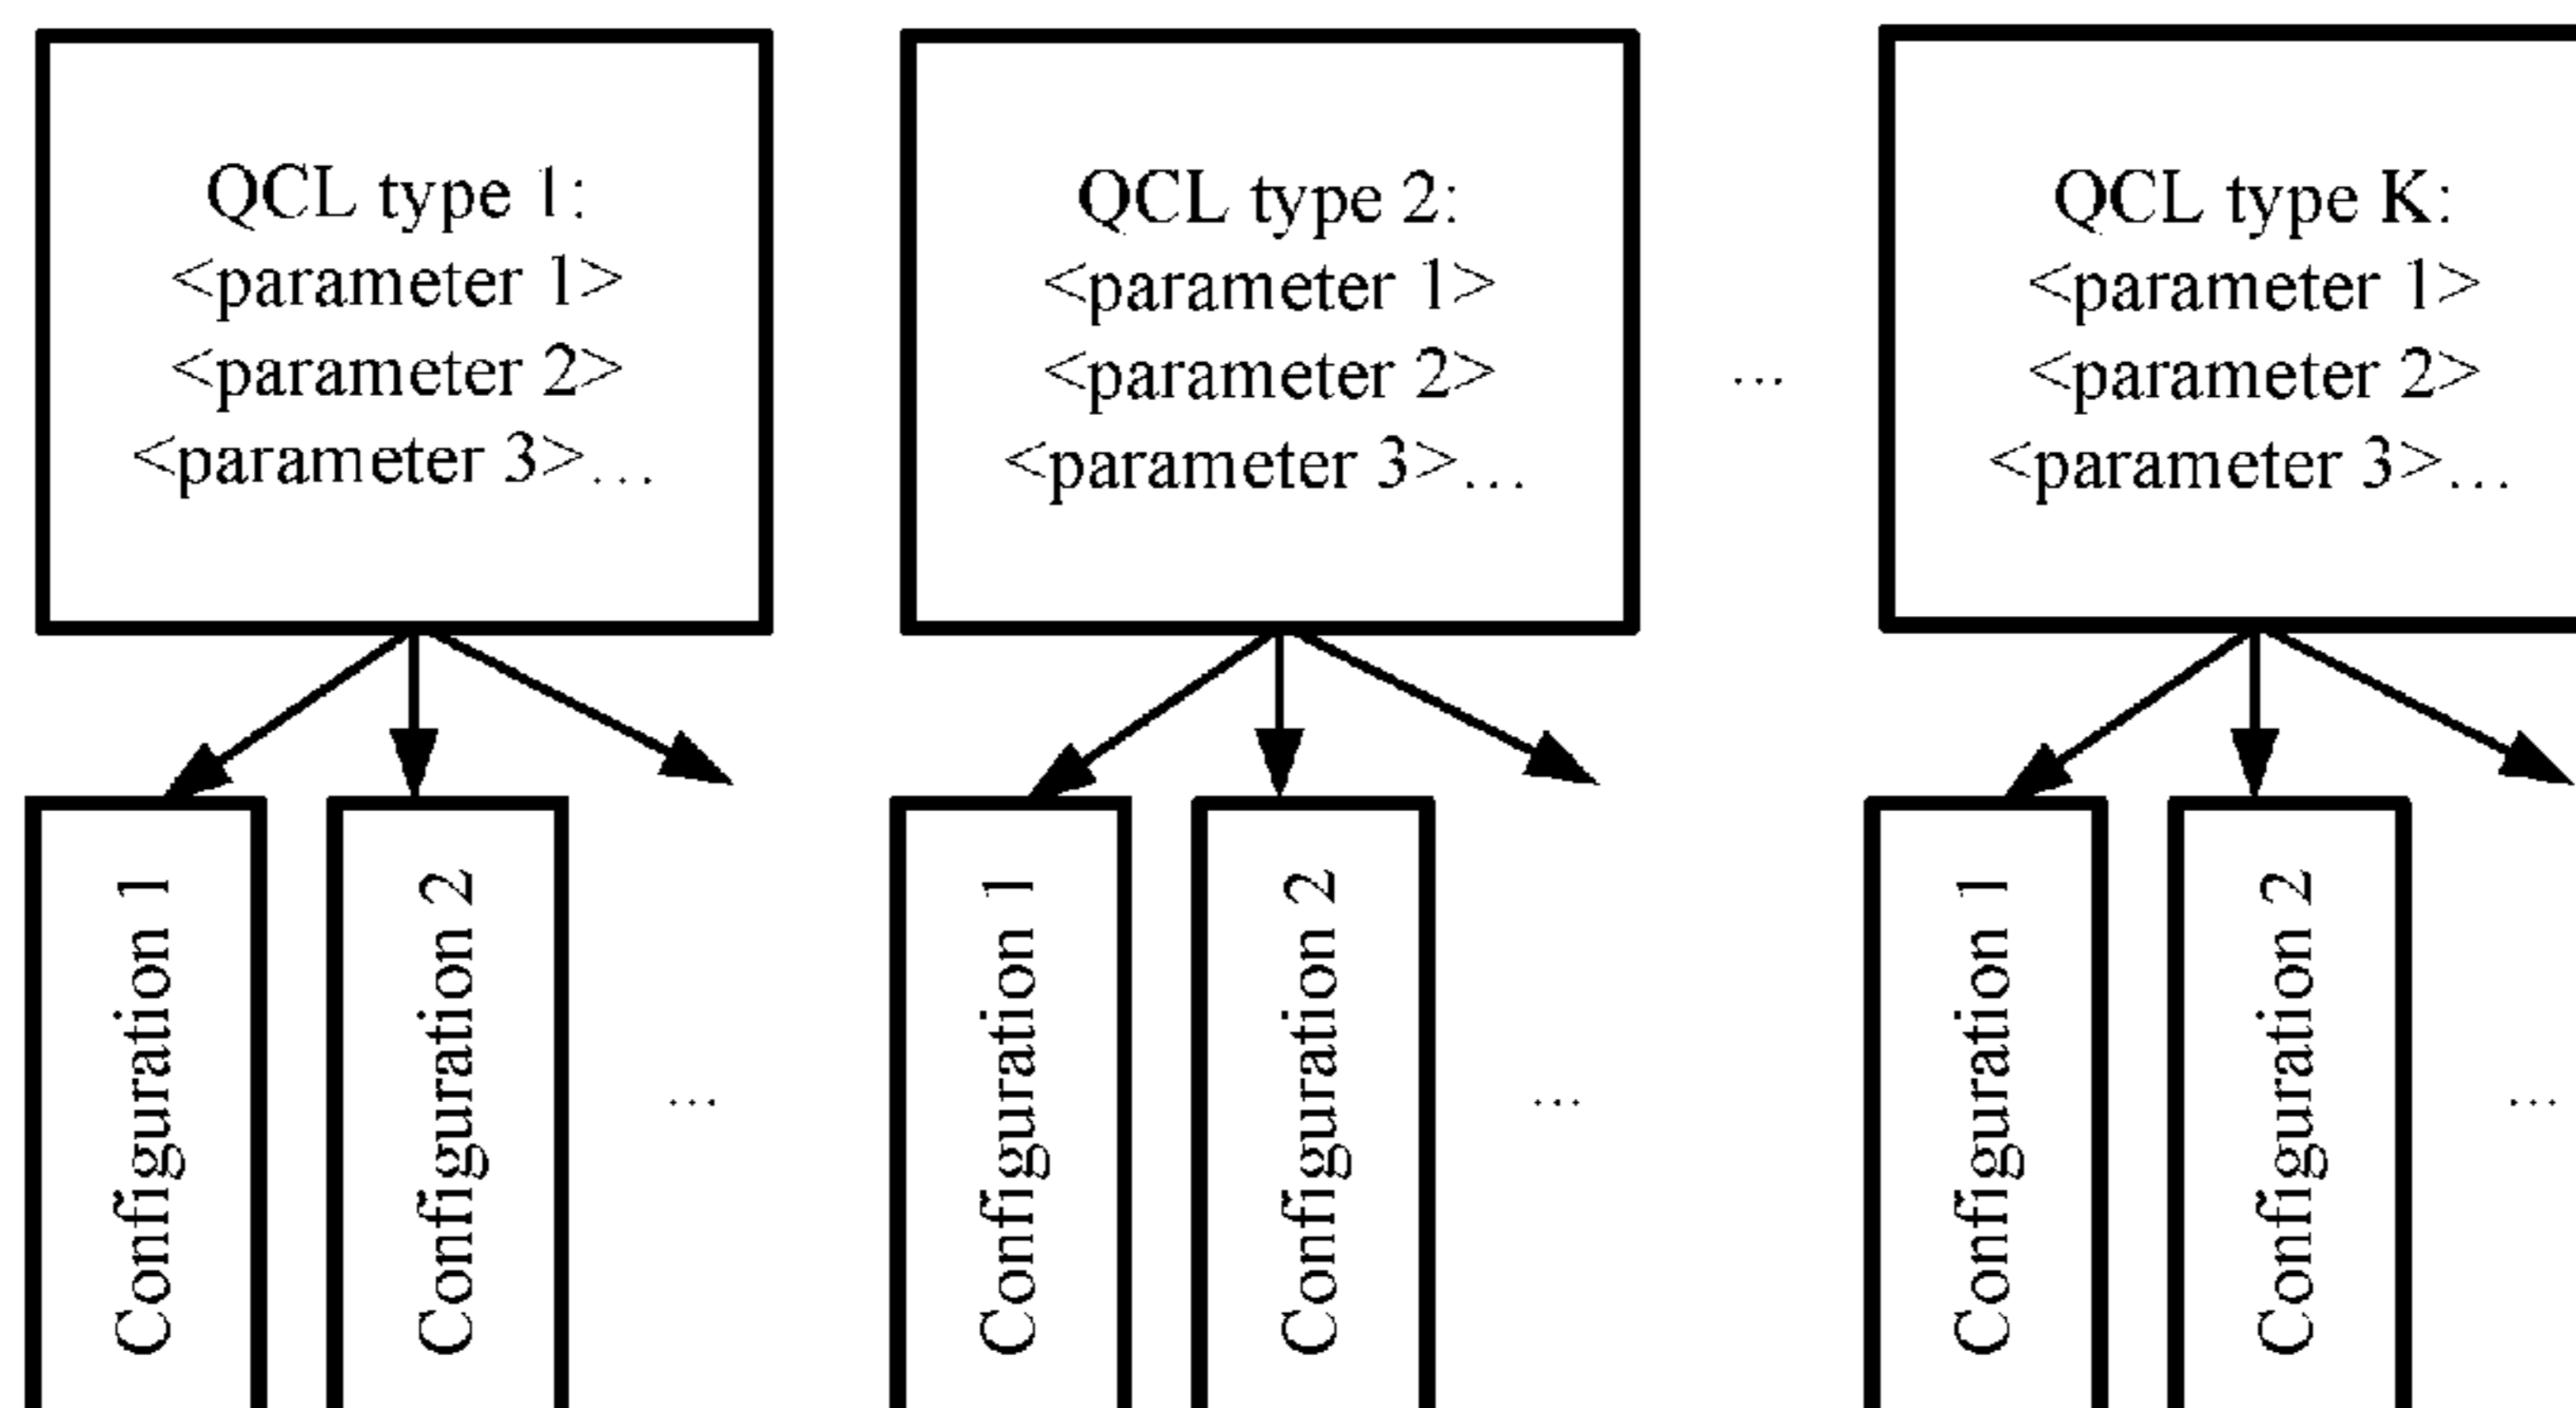 QCL type 1:
<parameter 1>
<parameter 2>
<parameter 3>...
QCL type 2:
<parameter 1>
<parameter 2>
<parameter 3>...
...
QCL type K:
<parameter 1>
<parameter 2>
<parameter 3>...
Configuration 1
Configuration 2
...
Configuration 1
Configuration 2
...
Configuration 1
Configuration 2
...